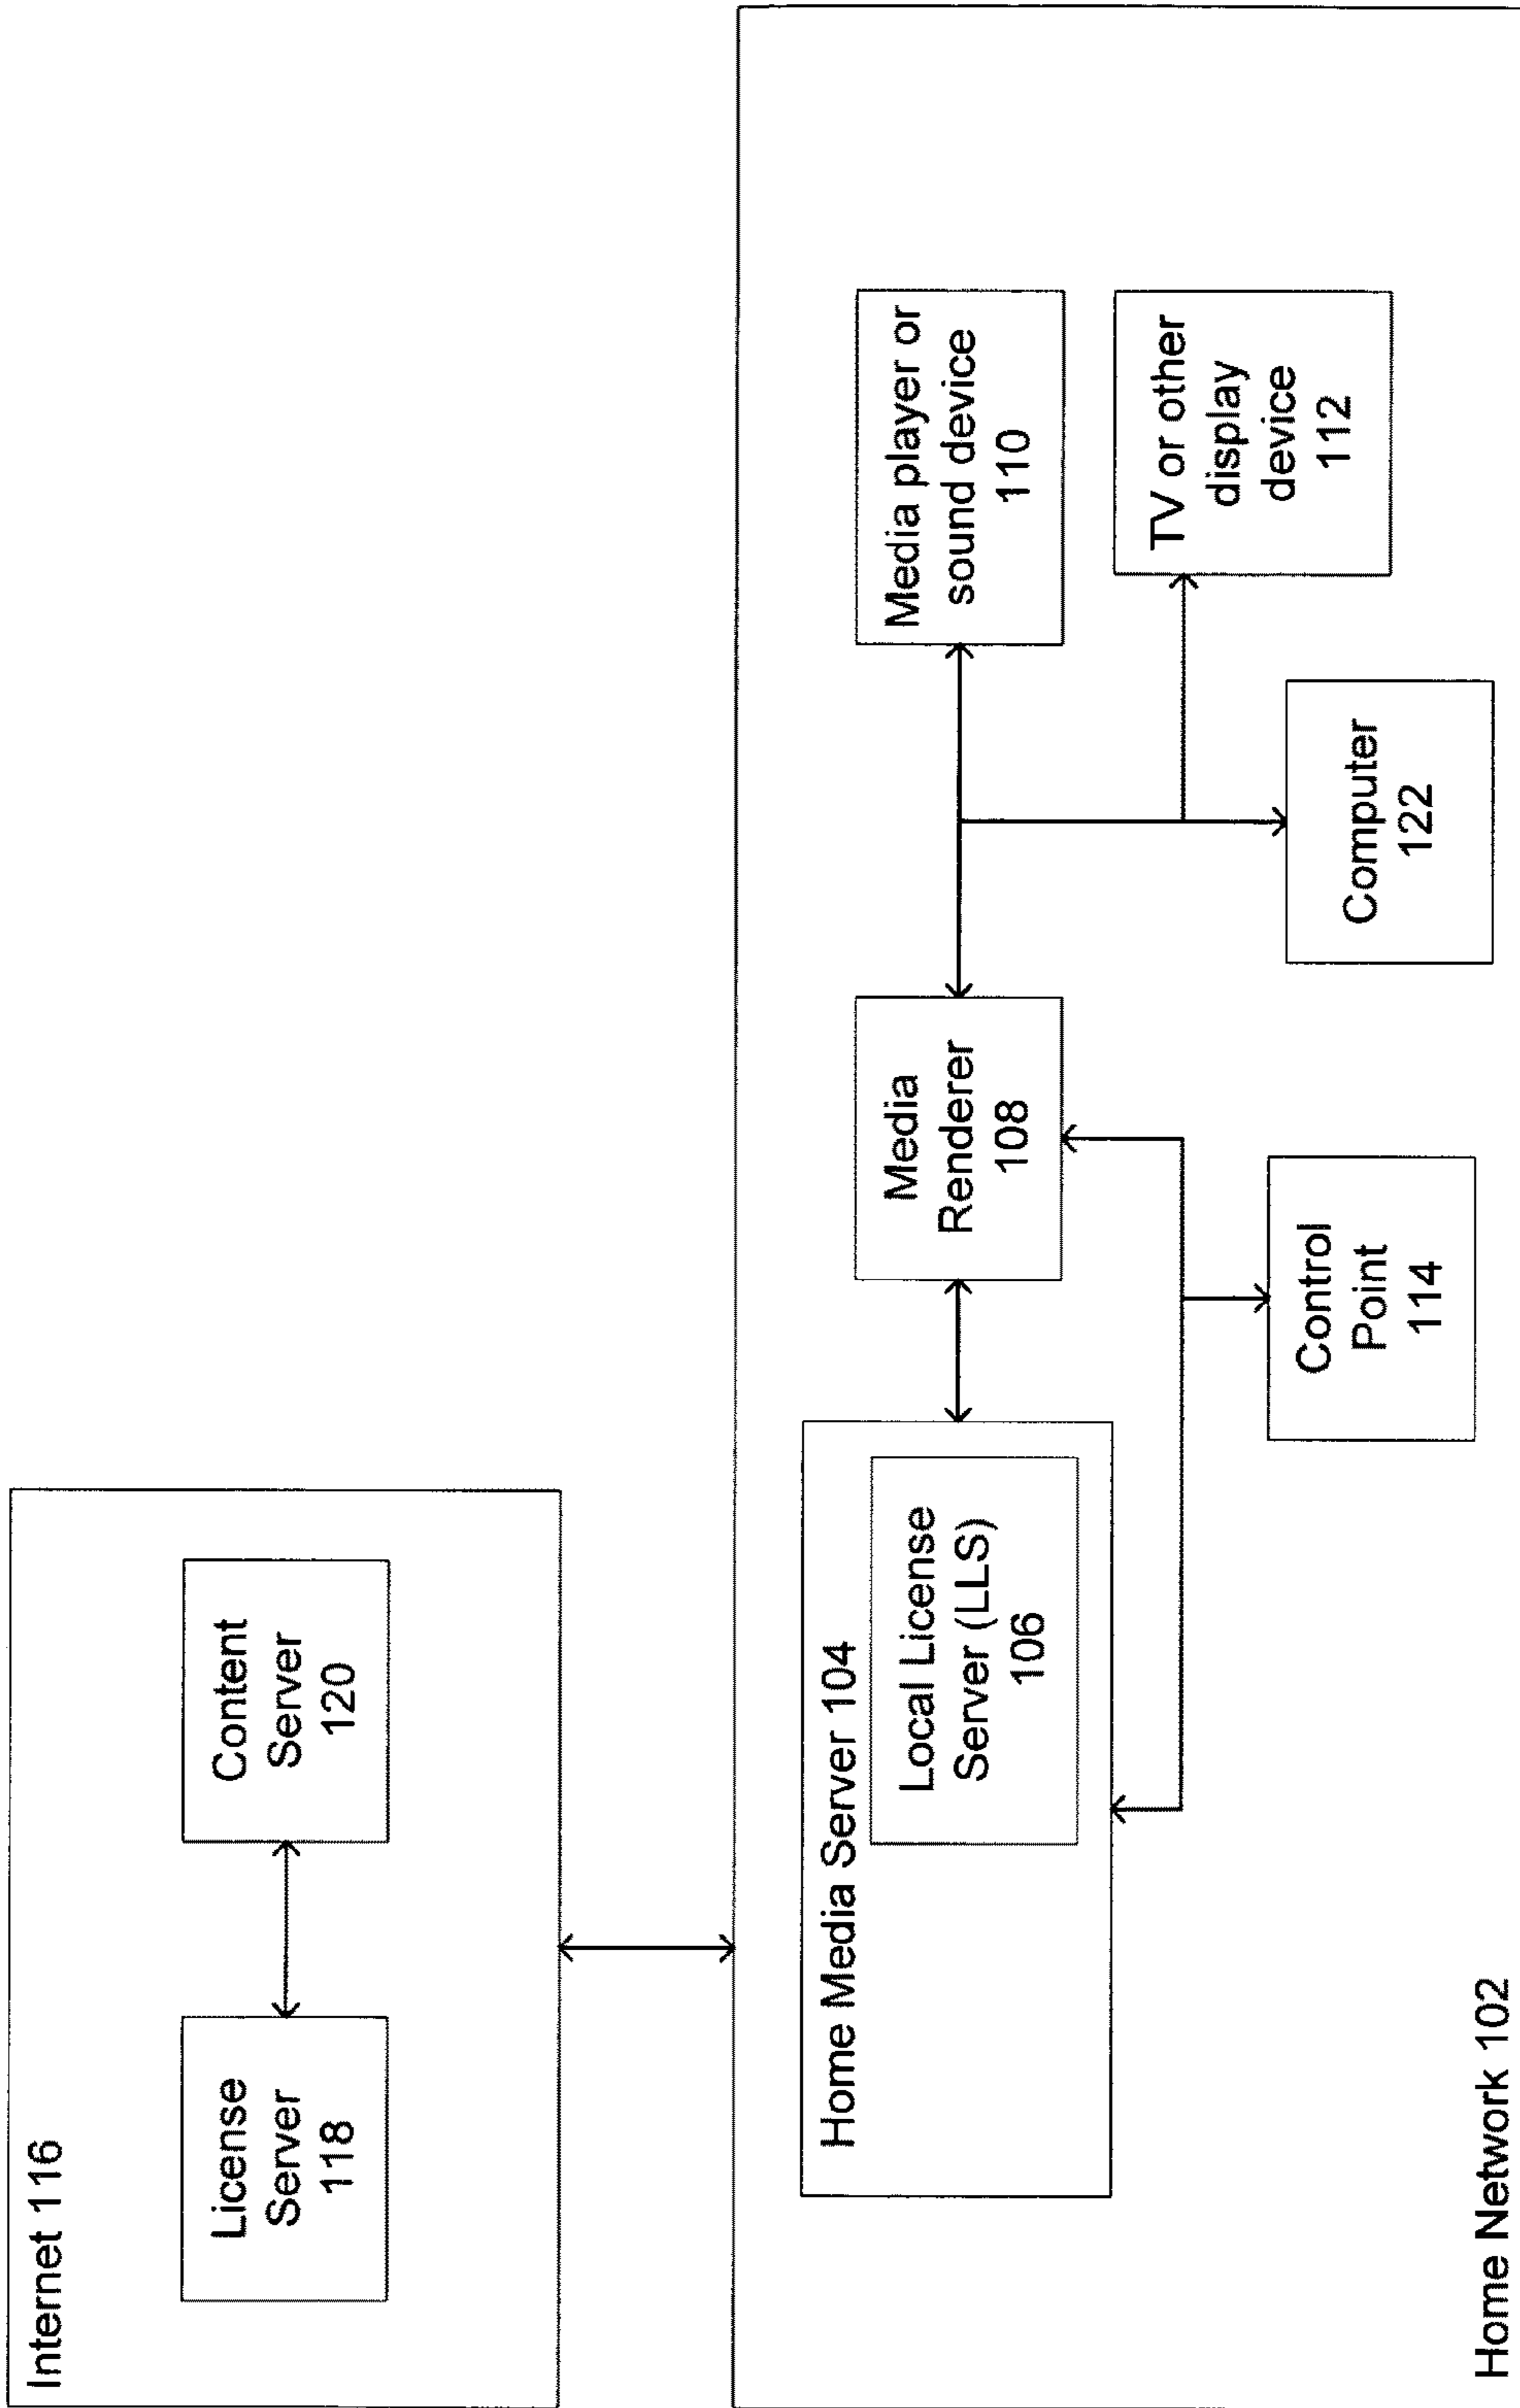 Internet 116
License
Server
118
Content
Server
120
Home Media Server 104
Local License
Server (LLS)
106
Media
Renderer
108
Media player or
sound device
110
TV or other
display
device
112
Control
Point
114
Computer
122
Home Network 102